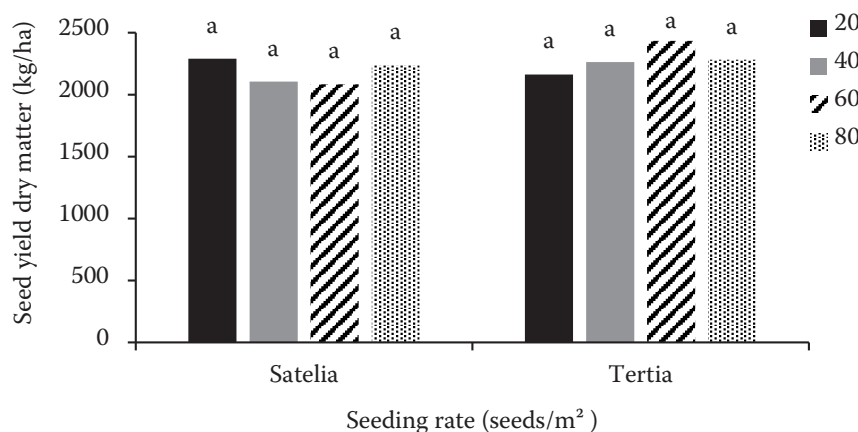 Seed yield dry matter (kg/ha)
2500
2000
1500
1000
500
0
a
a
a
a
a
a
a
a
20
40
60
80
Satelia
Tertia
Seeding rate (seeds/m² )